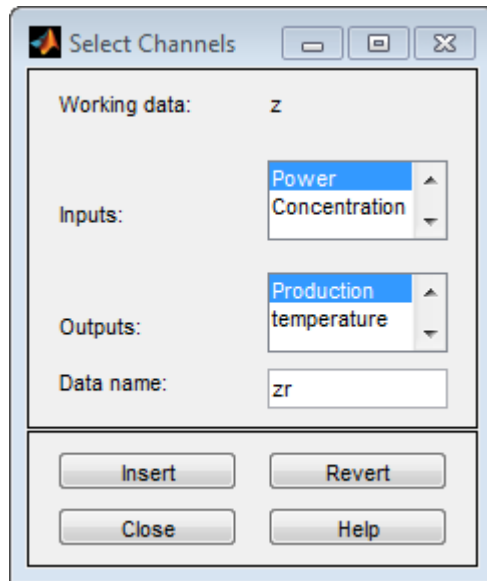 Select Channels
Working data: z
Inputs:
Power
Concentration
Outputs:
Production
temperature
Data name: zr
Insert Revert
Close Help